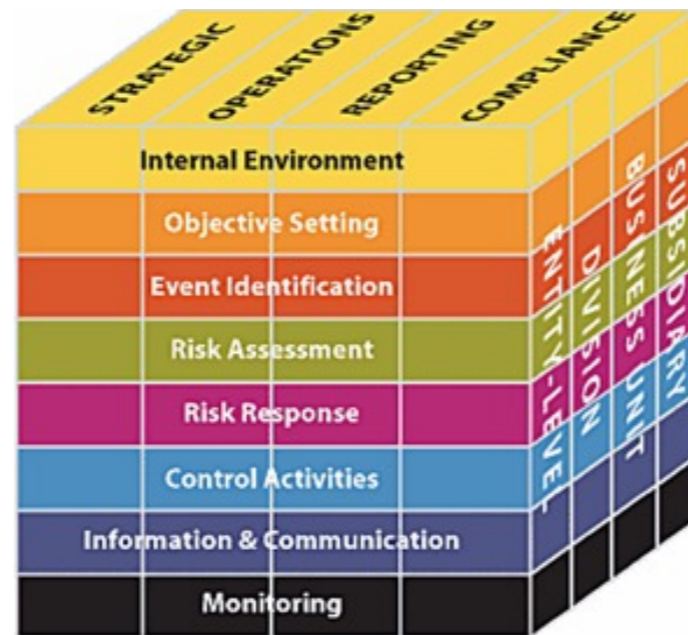 STRATEGIC
OPERATIONS
REPORTING
COMPLIANCE
Internal Environment
Objective Setting
Event Identification
Risk Assessment
Risk Response
Control Activities
Information & Communication
Monitoring
ENTITY-LEVEL
DIVISION
BUSINESS UNIT
SUBSIDIARY